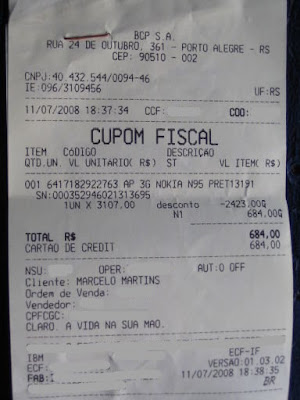 BCP S.A.
RUA 24 DE OUTUBRO, 361 - PORTO ALEGRE - RS
CEP: 90510 - 002
CNPJ:40.432.544/0094-46
IE:096/3109456
UF:RS
11/07/2008 18:37:34 CCF: COO:
CUPOM FISCAL
ITEM CóDIGO DESCRIÇãO
QTD.UN. VL UNITARIO( R$) ST VL ITEM( R$)
001 6417182922763 AP 3G NOKIA N95 PRET13191
SN:000352946021313695
1UN X 3107.00 desconto -2423.00G
N1 684.00G
TOTAL R$ 684,00
CARTAO DE CREDIT 684,00
NSU: OPER: AUT:0 OFF
Cliente: MARCELO MARTINS
Ordem de Venda:
Vendedor:
CPFCGC:
CLARO. A VIDA NA SUA MAO.
IBM ECF-IF
ECF: VERSAO:01.03.02
FAB: 11/07/2008 18:38:35
BR